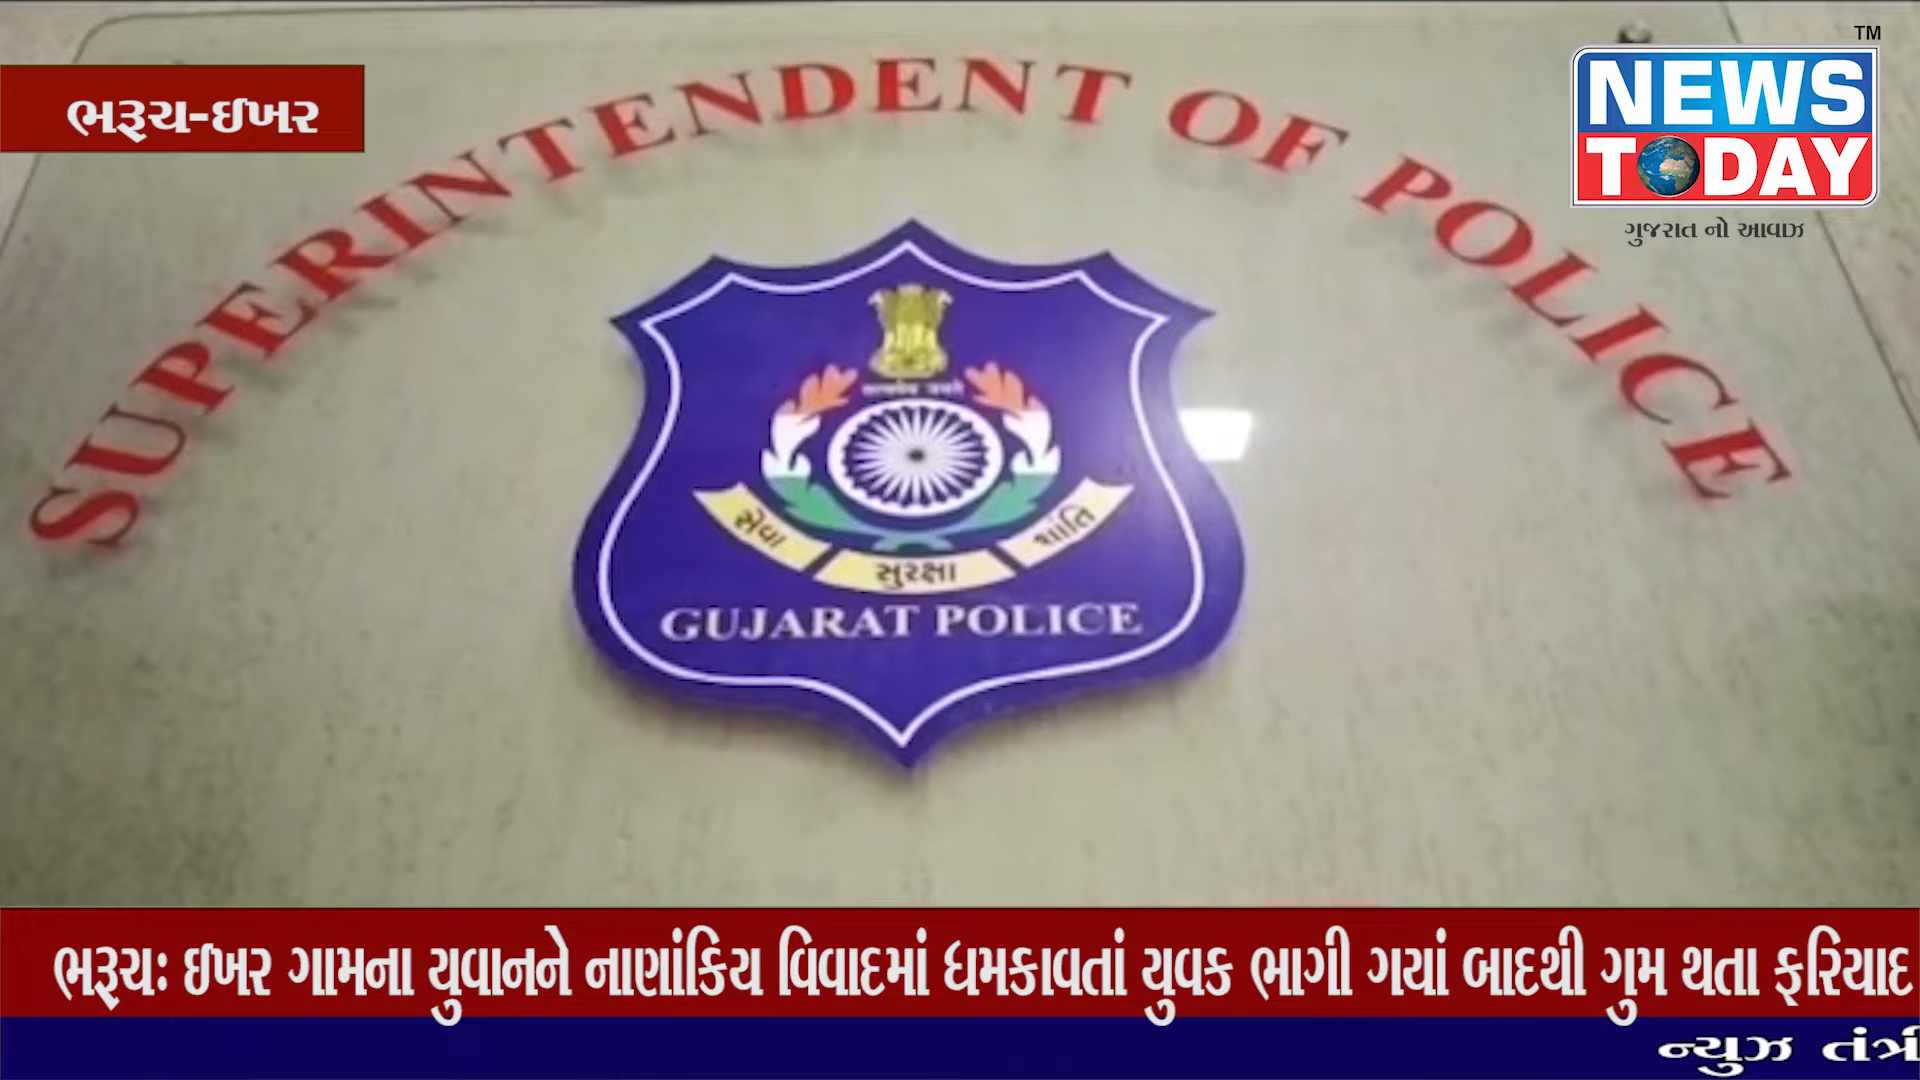 TM
NEWS
TODAY
ગુજરાત નો આવાઝ
ભરૂચ-ઈખર
SUPERINTENDENT OF POLICE
સેવા સુરક્ષા શાંતિ
GUJARAT POLICE
ભરૂચઃ ઈખર ગામના યુવાનને નાણાંકિય વિવાદમાં ધમકાવતાં યુવક ભાગી ગયાં બાદથી ગુમ થતા ફરિયાદ
ન્યુઝ તંત્રી